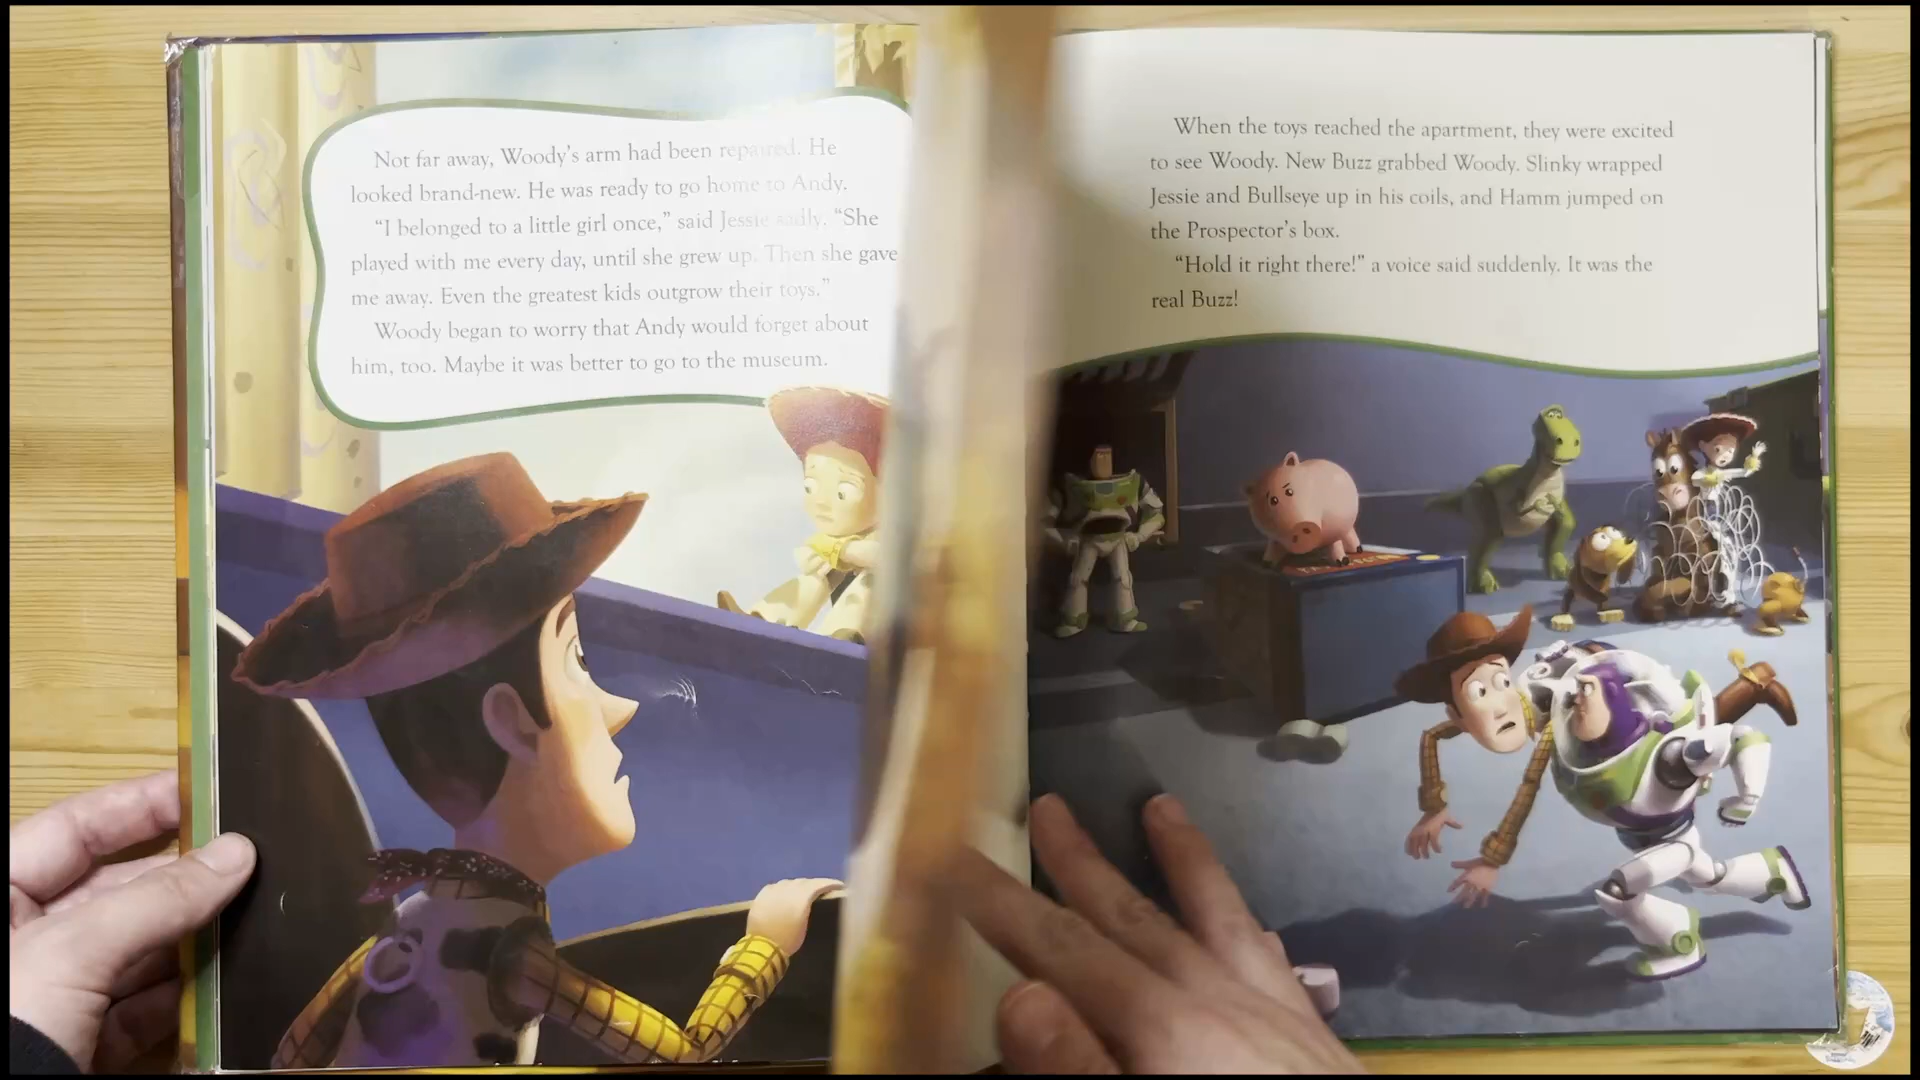 Not far away, Woody's arm had been repaired. He
looked brand-new. He was ready to go home to Andy.
“I belonged to a little girl once,” said Jessie sadly. “She
played with me every day, until she grew up. Then she gave
me away. Even the greatest kids outgrow their toys.”
Woody began to worry that Andy would forget about
him, too. Maybe it was better to go to the museum.
When the toys reached the apartment, they were excited
to see Woody. New Buzz grabbed Woody. Slinky wrapped
Jessie and Bullseye up in his coils, and Hamm jumped on
the Prospector's box.
“Hold it right there!” a voice said suddenly. It was the
real Buzz!